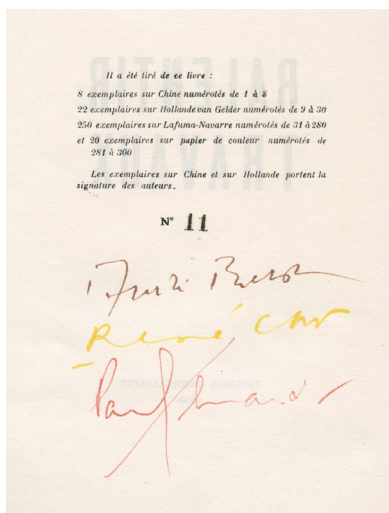 Il a été tiré de ce livre :
8 exemplaires sur Chine numérotés de 1 à 8
22 exemplaires sur Hollande van Gelder numérotés de 9 à 30
250 exemplaires sur Lafuma-Navarre numérotés de 31 à 280
et 20 exemplaires sur papier de couleur numérotés de
281 à 300
Les exemplaires sur Chine et sur Hollande portent la
signature des auteurs.
N° 11
André Breton
René Char
Paul Eluard